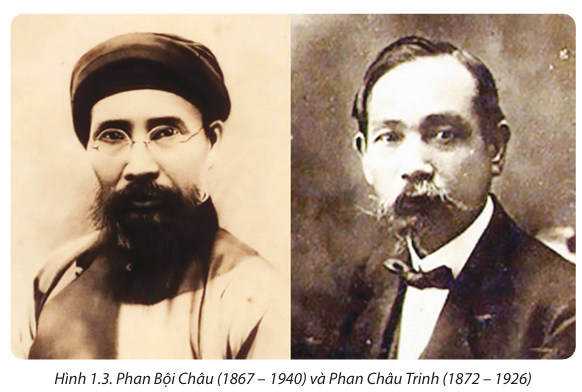 Hình 1.3. Phan Bội Châu (1867 – 1940) và Phan Châu Trinh (1872 – 1926)